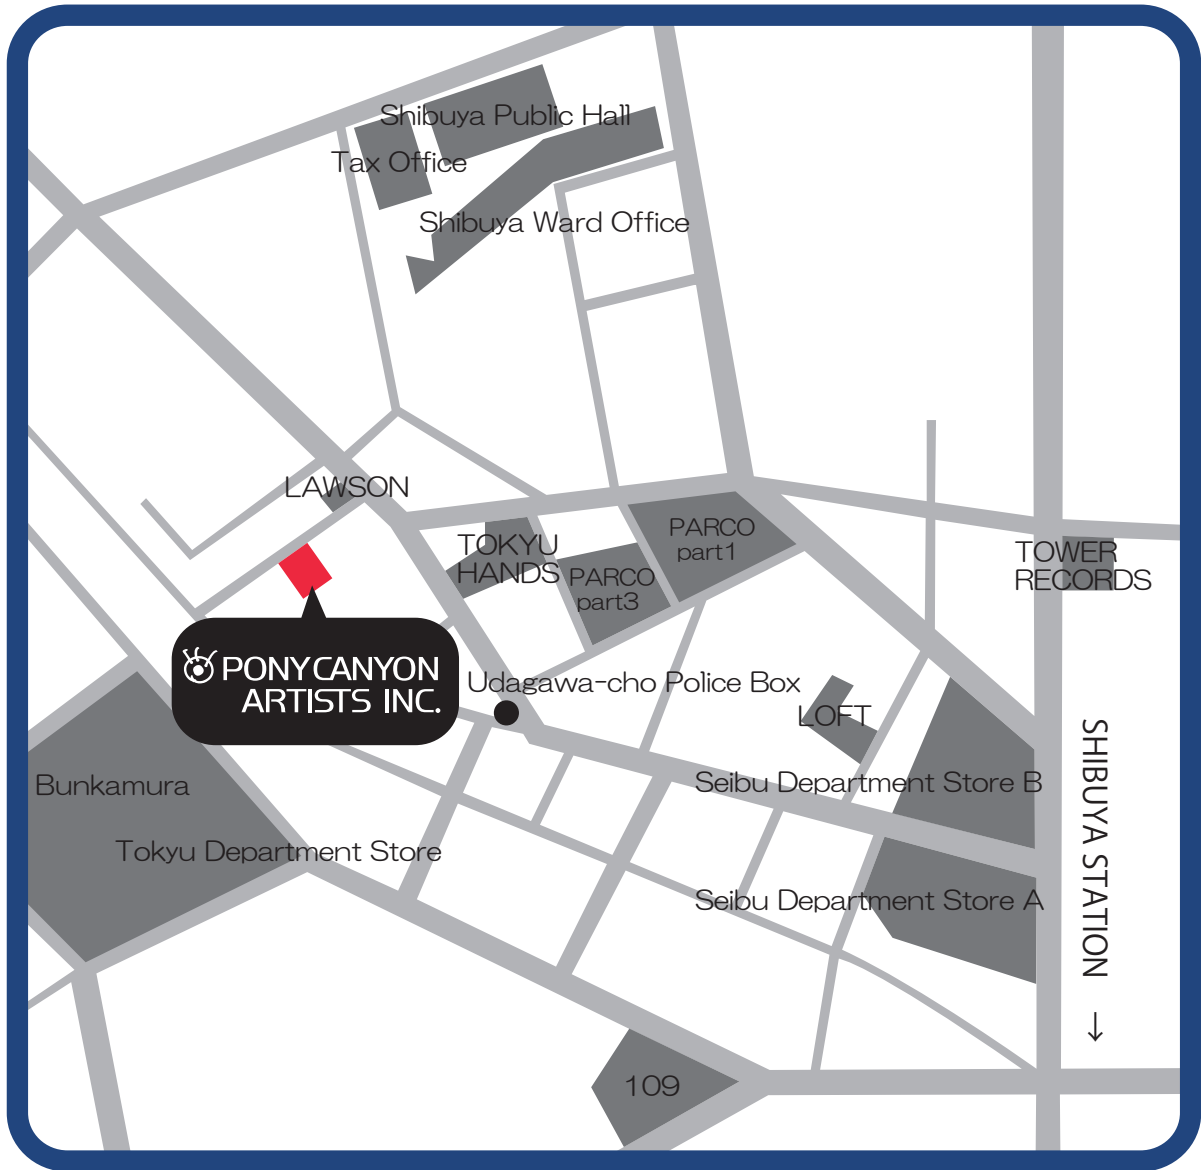 Shibuya Public Hall
Tax Office
Shibuya Ward Office
LAWSON
TOKYU
HANDS
PARCO
part3
PARCO
part1
TOWER
RECORDS
PONYCANYON
ARTISTS INC.
Udagawa-cho Police Box
LOFT
Bunkamura
Seibu Department Store B
Tokyu Department Store
Seibu Department Store A
SHIBUYA STATION →
109